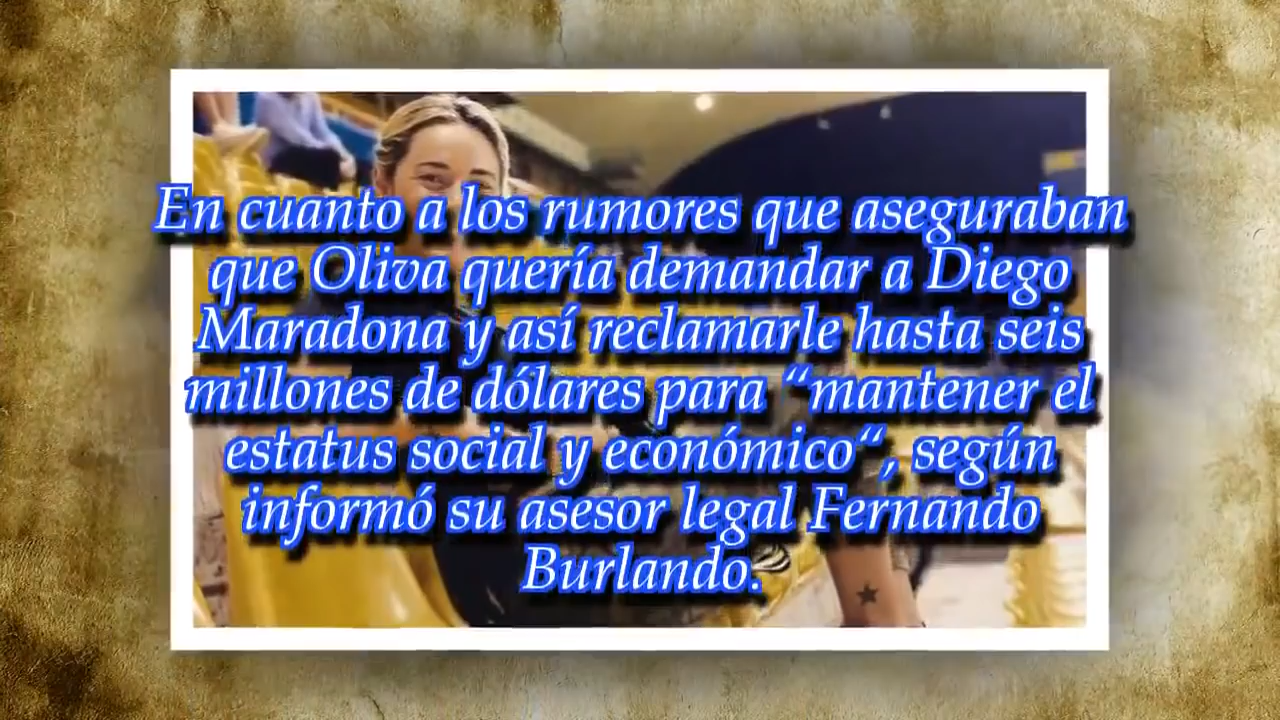 En cuanto a los rumores que aseguraban
que Oliva quería demandar a Diego
Maradona y así reclamarle hasta seis
millones de dólares para “mantener el
estatus social y económico“, según
informó su asesor legal Fernando
Burlando.